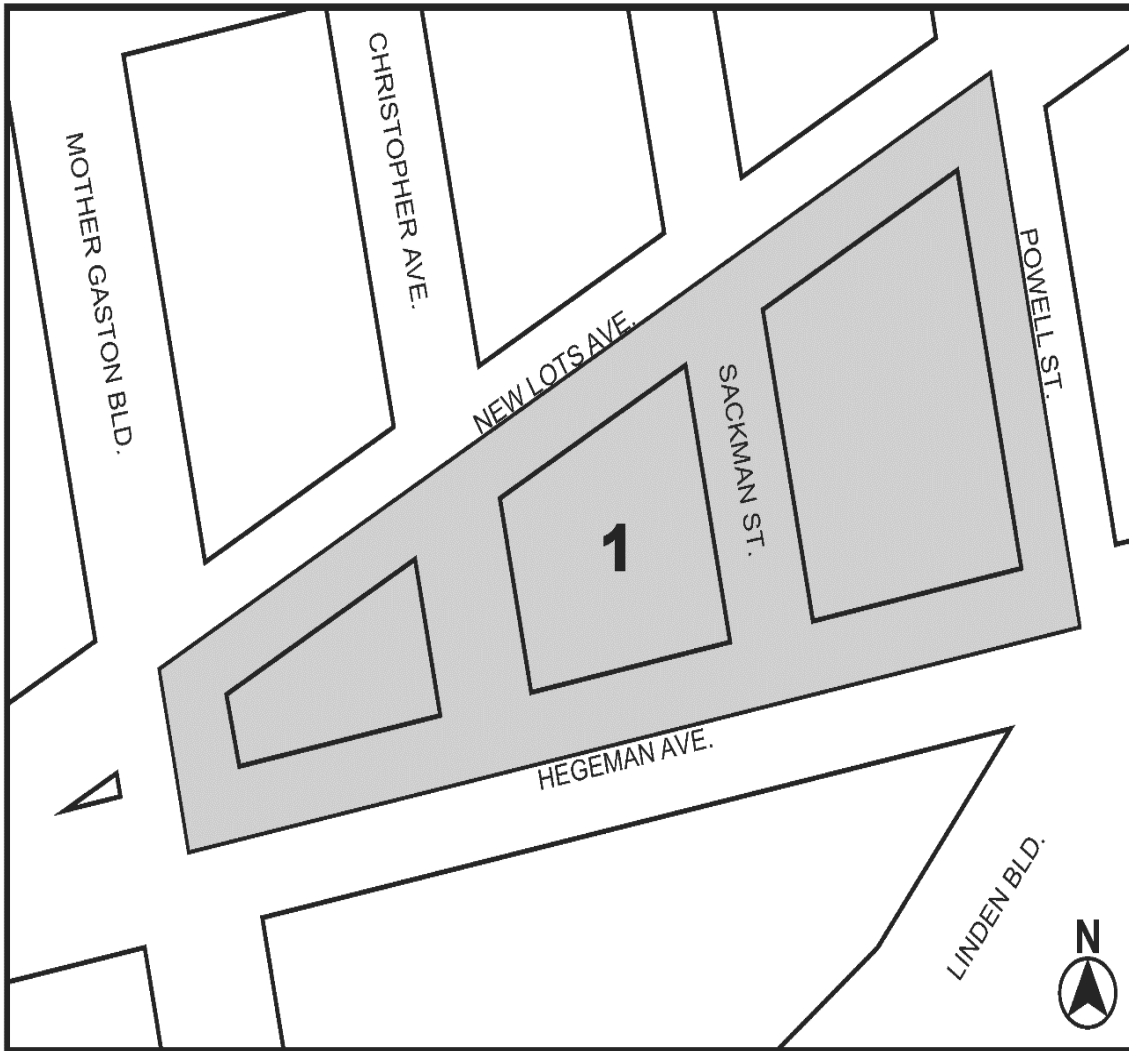 CHRISTOPHER AVE.
MOTHER GASTON BLD.
POWELL ST.
NEW LOTS AVE.
SACKMAN ST.
1
HEGEMAN AVE.
LINDEN BLD.
N